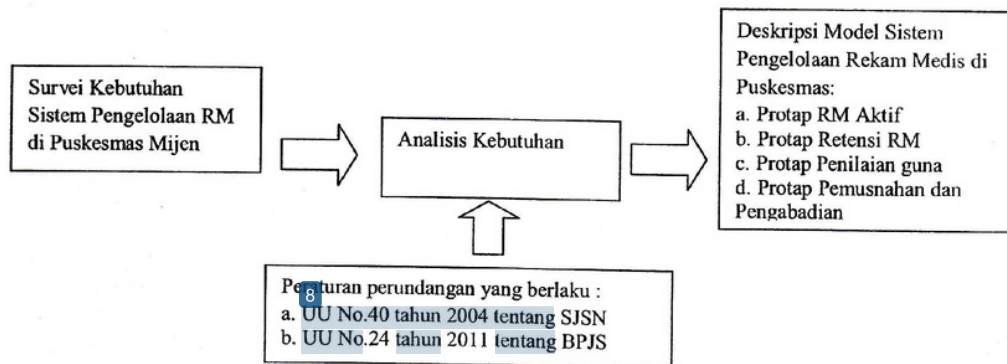 Survei Kebutuhan
Sistem Pengelolaan RM
di Puskesmas Mijen
Analisis Kebutuhan
Deskripsi Model Sistem
Pengelolaan Rekam Medis di
Puskesmas:
a. Protap RM Aktif
b. Protap Retensi RM
c. Protap Penilaian guna
d. Protap Pemusnahan dan
Pengabadian
Peraturan perundangan yang berlaku :
8
a. UU No.40 tahun 2004 tentang SJSN
b. UU No.24 tahun 2011 tentang BPJS